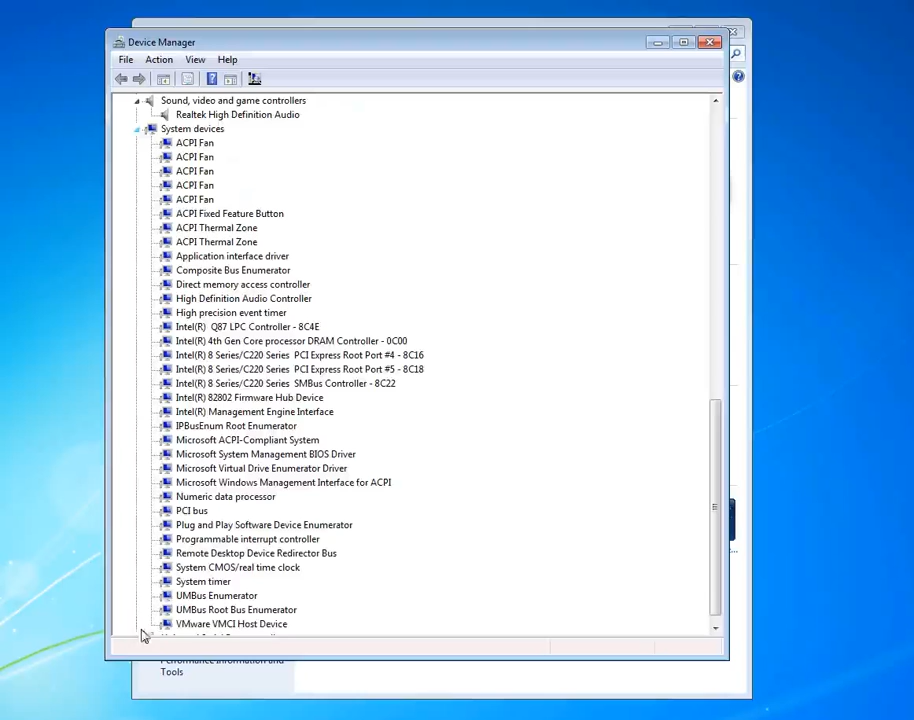 Device Manager
File Action View Help
Sound, video and game controllers
Realtek High Definition Audio
System devices
ACPI Fan
ACPI Fan
ACPI Fan
ACPI Fan
ACPI Fan
ACPI Fixed Feature Button
ACPI Thermal Zone
ACPI Thermal Zone
Application interface driver
Composite Bus Enumerator
Direct memory access controller
High Definition Audio Controller
High precision event timer
Intel(R) Q87 LPC Controller - 8C4E
Intel(R) 4th Gen Core processor DRAM Controller - 0C00
Intel(R) 8 Series/C220 Series PCI Express Root Port #4 - 8C16
Intel(R) 8 Series/C220 Series PCI Express Root Port #5 - 8C18
Intel(R) 8 Series/C220 Series SMBus Controller - 8C22
Intel(R) 82802 Firmware Hub Device
Intel(R) Management Engine Interface
IPBusEnum Root Enumerator
Microsoft ACPI-Compliant System
Microsoft System Management BIOS Driver
Microsoft Virtual Drive Enumerator Driver
Microsoft Windows Management Interface for ACPI
Numeric data processor
PCI bus
Plug and Play Software Device Enumerator
Programmable interrupt controller
Remote Desktop Device Redirector Bus
System CMOS/real time clock
System timer
UMBus Enumerator
UMBus Root Bus Enumerator
VMware VMCI Host Device
Performance Information and
Tools